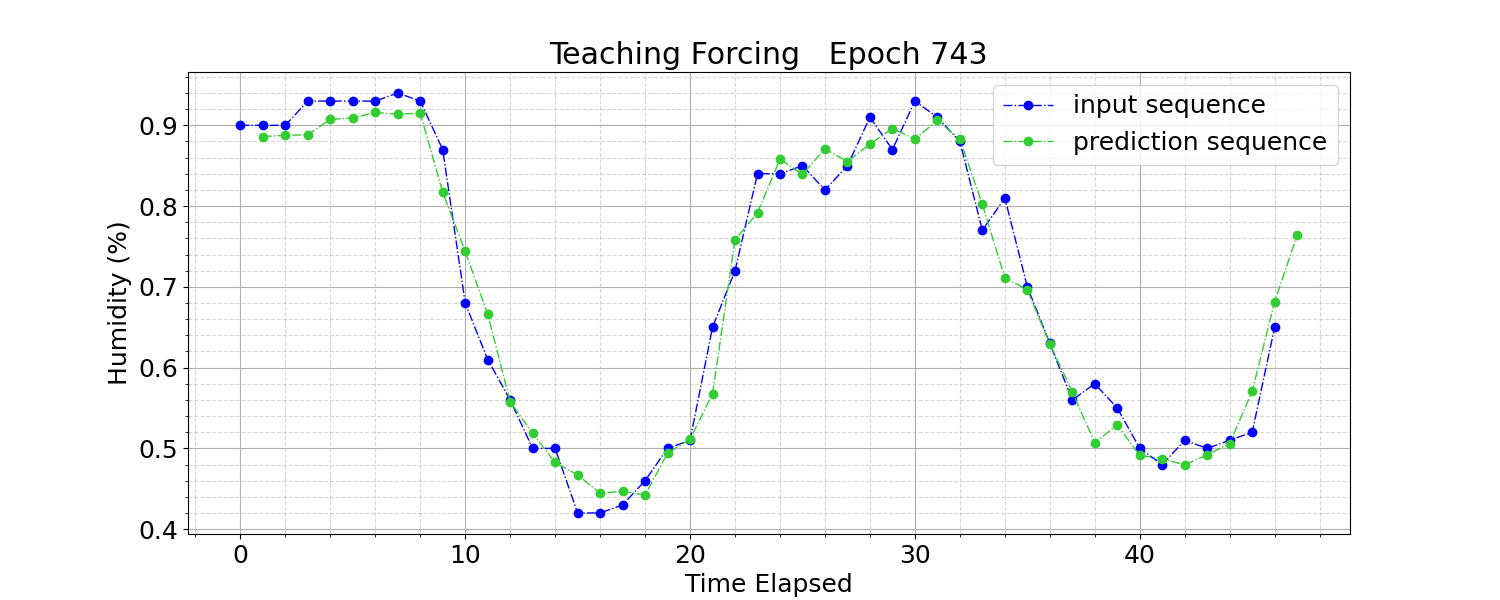 Teaching Forcing   Epoch 743
input sequence
prediction sequence
Humidity (%)
0.9
0.8
0.7
0.6
0.5
0.4
0 10 20 30 40
Time Elapsed